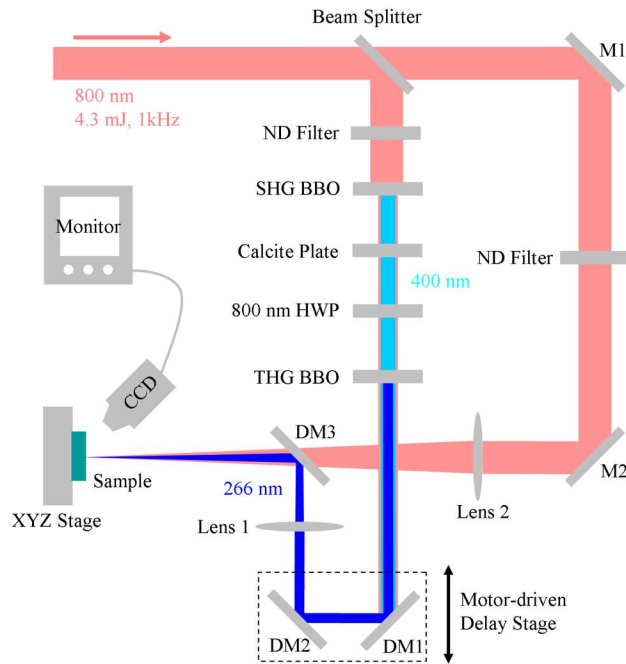 Beam Splitter
M1
800 nm
4.3 mJ, 1kHz
ND Filter
SHG BBO
Monitor
Calcite Plate
ND Filter
400 nm
800 nm HWP
THG BBO
CCD
DM3
Sample
266 nm
M2
XYZ Stage
Lens 1
Lens 2
Motor-driven
Delay Stage
DM2
DM1